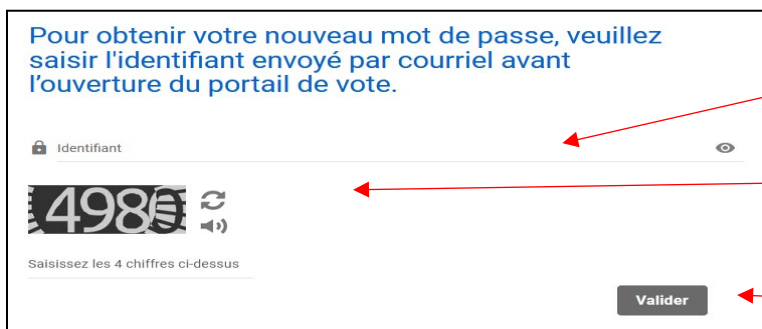 Pour obtenir votre nouveau mot de passe, veuillez
saisir l'identifiant envoyé par courriel avant
l’ouverture du portail de vote.
Identifiant
4980
Saisissez les 4 chiffres ci-dessus
Valider